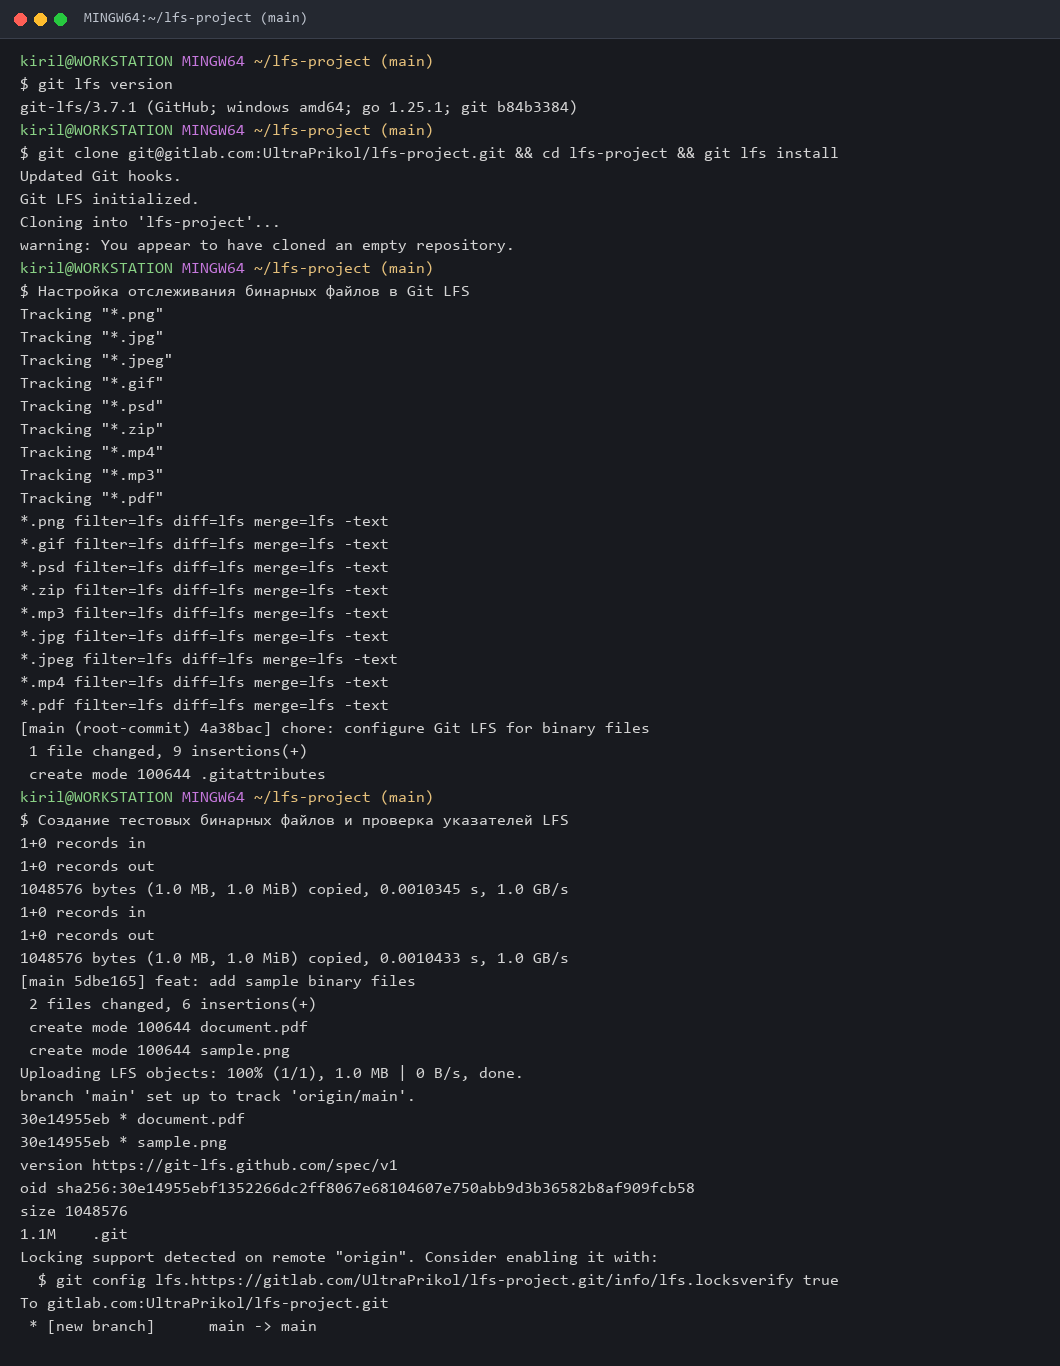 MINGW64:~/lfs-project (main)
kiril@WORKSTATION MINGW64 ~/lfs-project (main)
$ git lfs version
git-lfs/3.7.1 (GitHub; windows amd64; go 1.25.1; git b84b3384)
kiril@WORKSTATION MINGW64 ~/lfs-project (main)
$ git clone git@gitlab.com:UltraPrikol/lfs-project.git && cd lfs-project && git lfs install
Updated Git hooks.
Git LFS initialized.
Cloning into 'lfs-project'...
warning: You appear to have cloned an empty repository.
kiril@WORKSTATION MINGW64 ~/lfs-project (main)
$ Настройка отслеживания бинарных файлов в Git LFS
Tracking "*.png"
Tracking "*.jpg"
Tracking "*.jpeg"
Tracking "*.gif"
Tracking "*.psd"
Tracking "*.zip"
Tracking "*.mp4"
Tracking "*.mp3"
Tracking "*.pdf"
*.png filter=lfs diff=lfs merge=lfs -text
*.gif filter=lfs diff=lfs merge=lfs -text
*.psd filter=lfs diff=lfs merge=lfs -text
*.zip filter=lfs diff=lfs merge=lfs -text
*.mp3 filter=lfs diff=lfs merge=lfs -text
*.jpg filter=lfs diff=lfs merge=lfs -text
*.jpeg filter=lfs diff=lfs merge=lfs -text
*.mp4 filter=lfs diff=lfs merge=lfs -text
*.pdf filter=lfs diff=lfs merge=lfs -text
[main (root-commit) 4a38bac] chore: configure Git LFS for binary files
 1 file changed, 9 insertions(+)
 create mode 100644 .gitattributes
kiril@WORKSTATION MINGW64 ~/lfs-project (main)
$ Создание тестовых бинарных файлов и проверка указателей LFS
1+0 records in
1+0 records out
1048576 bytes (1.0 MB, 1.0 MiB) copied, 0.0010345 s, 1.0 GB/s
1+0 records in
1+0 records out
1048576 bytes (1.0 MB, 1.0 MiB) copied, 0.0010433 s, 1.0 GB/s
[main 5dbe165] feat: add sample binary files
 2 files changed, 6 insertions(+)
 create mode 100644 document.pdf
 create mode 100644 sample.png
Uploading LFS objects: 100% (1/1), 1.0 MB | 0 B/s, done.
branch 'main' set up to track 'origin/main'.
30e14955eb * document.pdf
30e14955eb * sample.png
version https://git-lfs.github.com/spec/v1
oid sha256:30e14955ebf1352266dc2ff8067e68104607e750abb9d3b36582b8af909fcb58
size 1048576
1.1M    .git
Locking support detected on remote "origin". Consider enabling it with:
  $ git config lfs.https://gitlab.com/UltraPrikol/lfs-project.git/info/lfs.locksverify true
To gitlab.com:UltraPrikol/lfs-project.git
 * [new branch]      main -> main